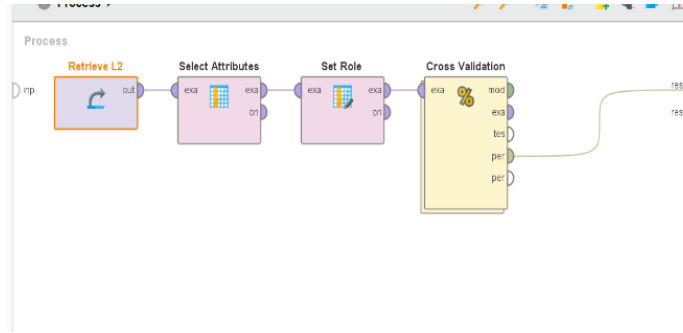 Process
Process
Retrieve L2
Select Attributes
Set Role
Cross Validation
inp
out
exa
exa
ori
exa
exa
ori
exa
%
mod
exa
tes
per
per
res
res